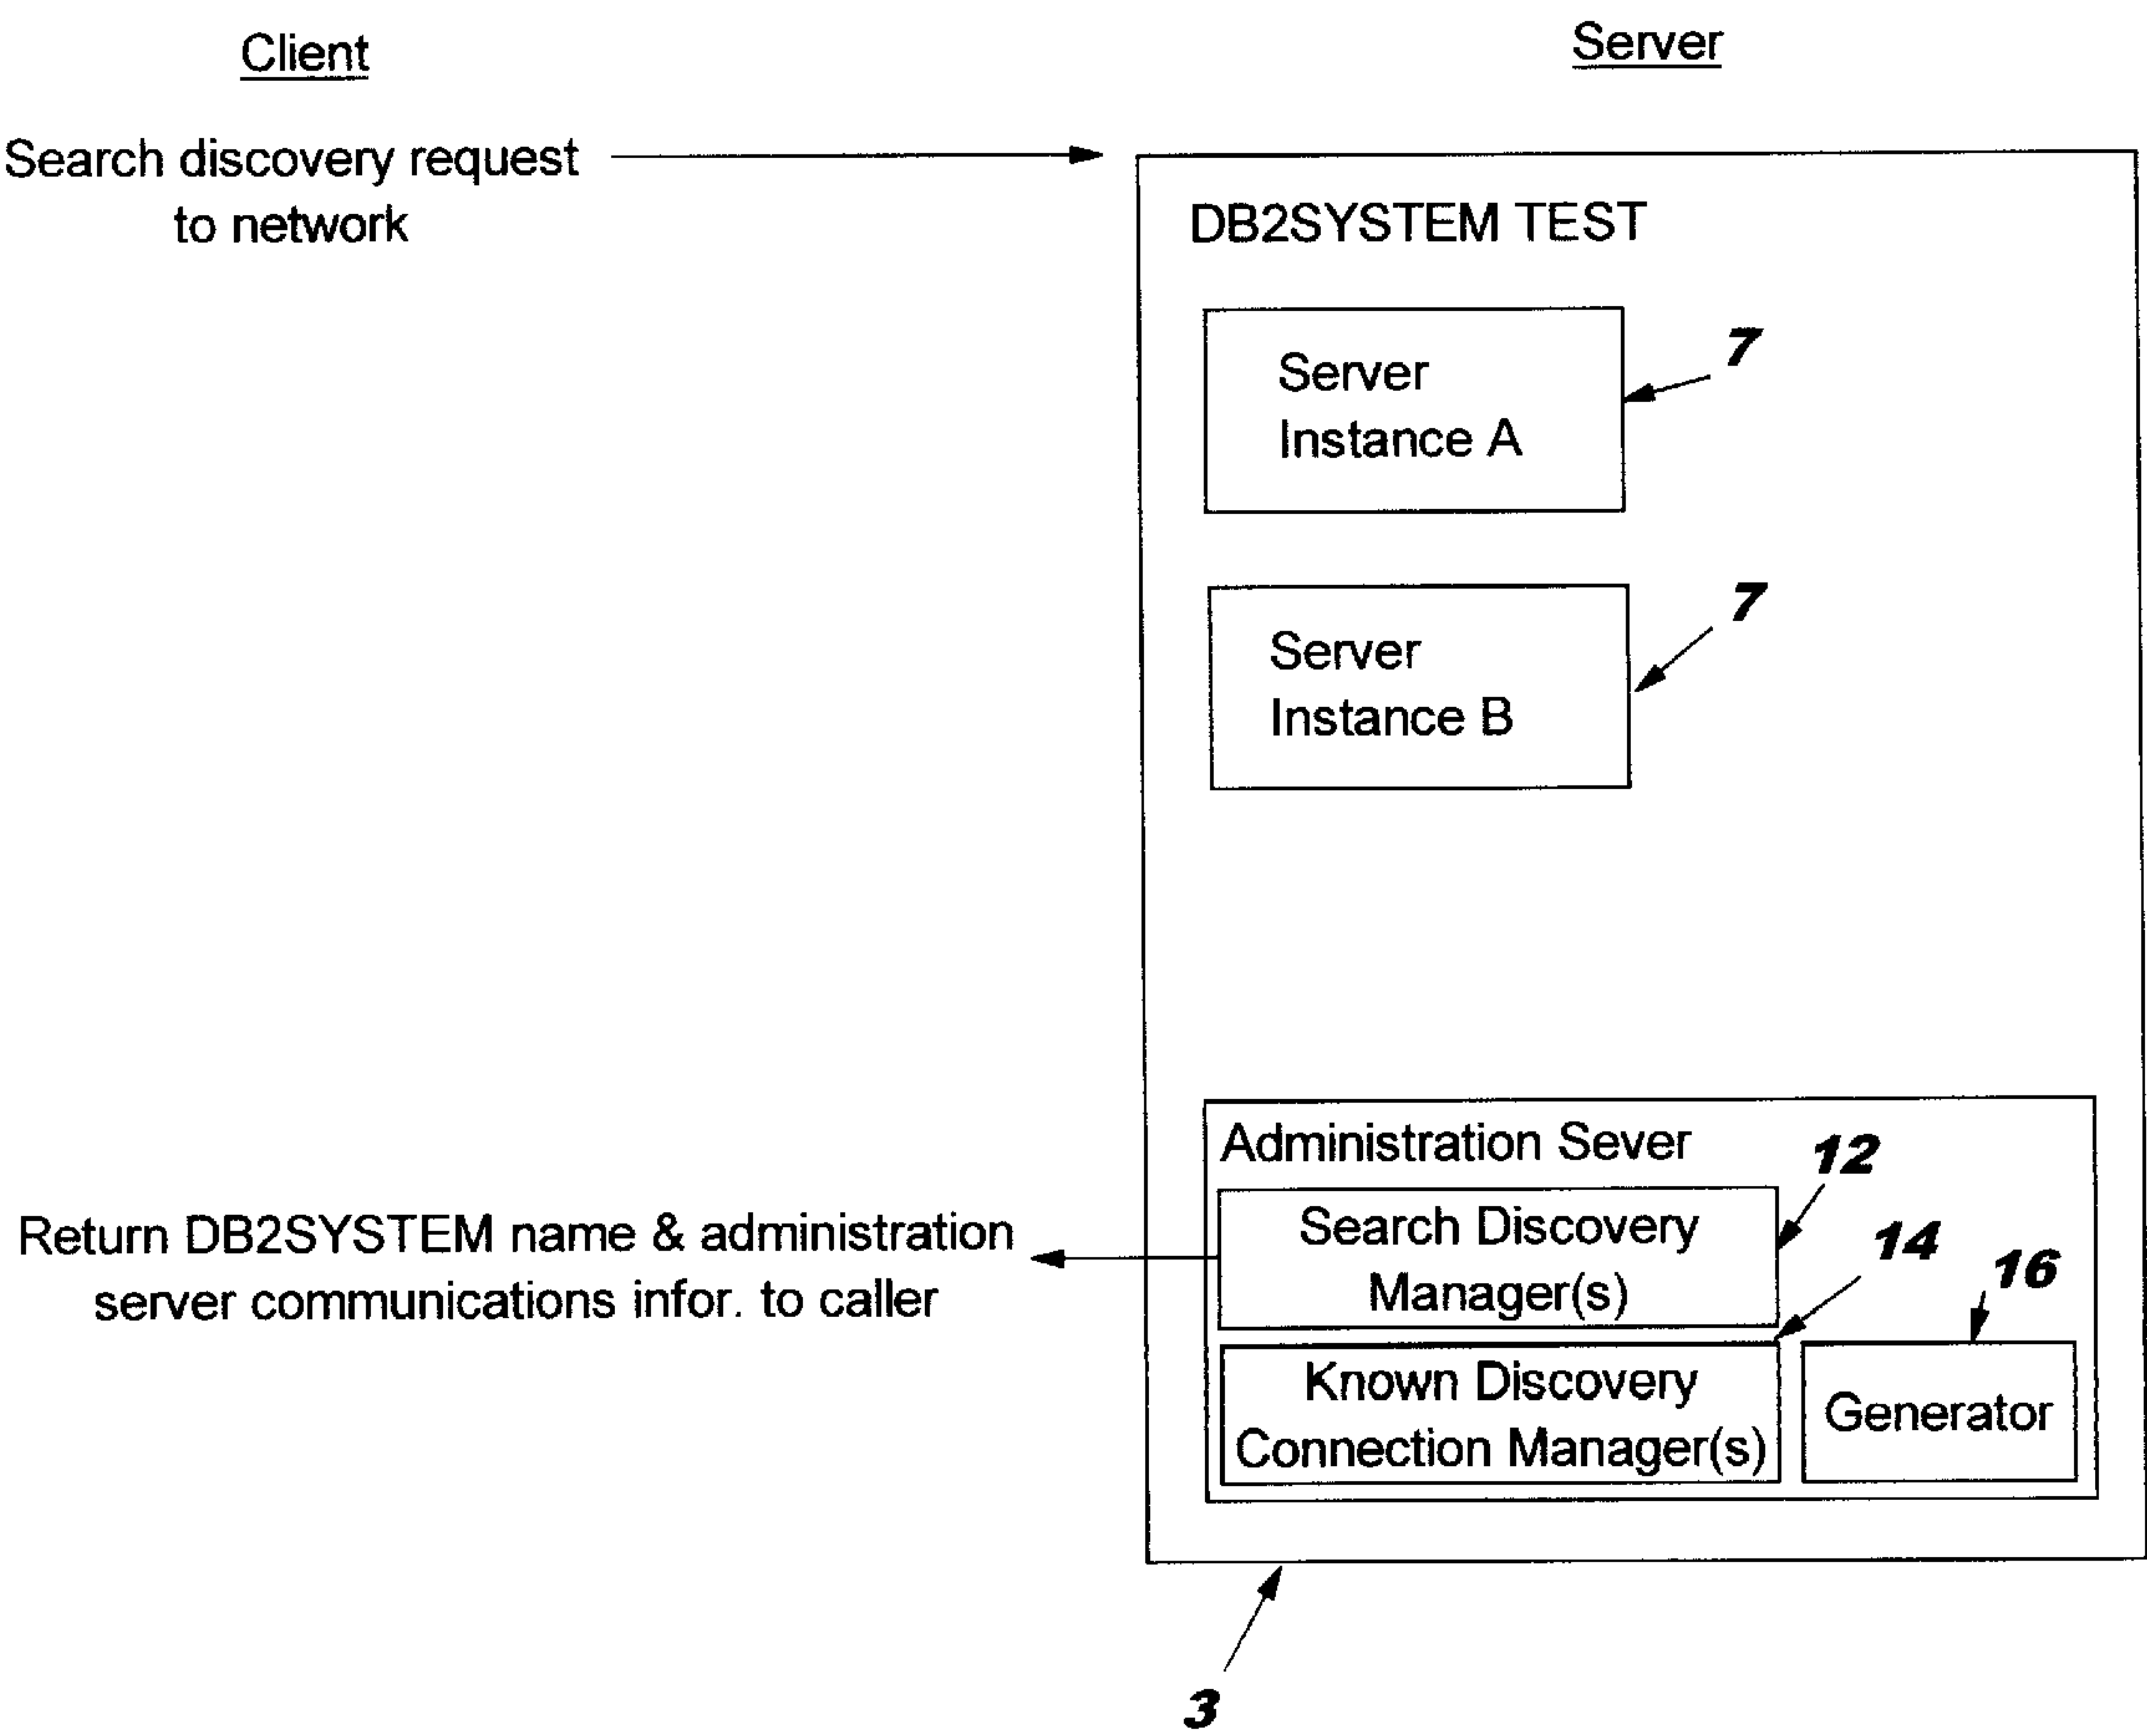 Client
Server
Search discovery request
to network
DB2SYSTEM TEST
Server
Instance A
7
Server
Instance B
7
Administration Sever
12
Search Discovery
Manager(s)
14
16
Return DB2SYSTEM name & administration
server communications infor. to caller
Known Discovery
Connection Manager(s)
Generator
3